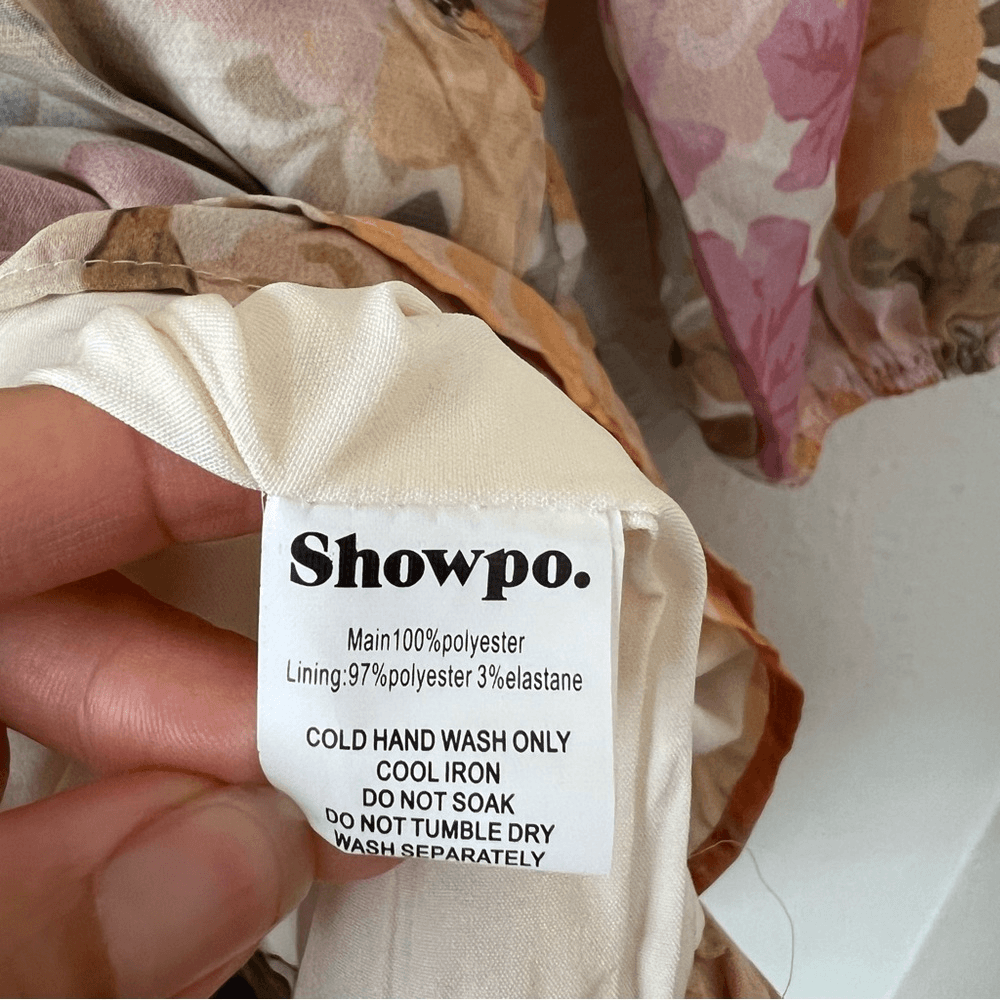 Showpo.
Main100%polyester
Lining:97%polyester 3%elastane
COLD HAND WASH ONLY
COOL IRON
DO NOT SOAK
DO NOT TUMBLE DRY
WASH SEPARATELY